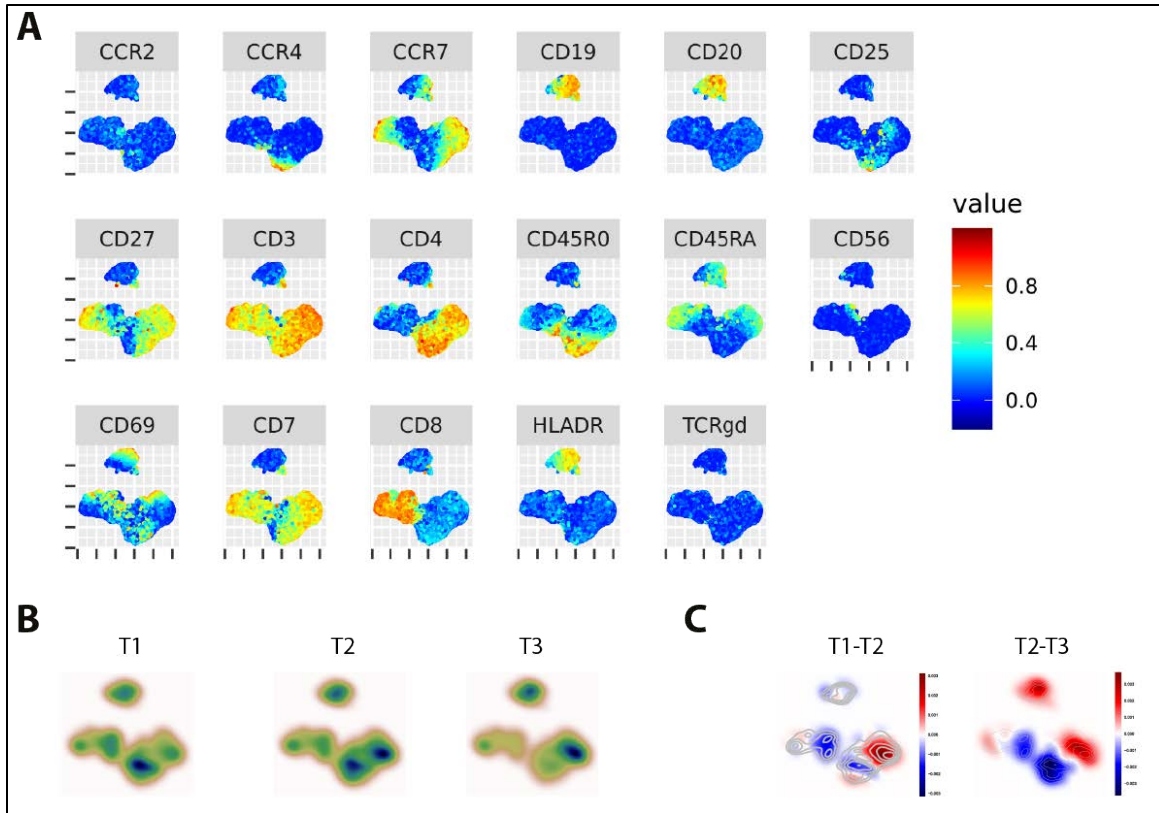 A
CCR2 CCR4 CCR7 CD19 CD20 CD25
CD27 CD3 CD4 CD45R0 CD45RA CD56
CD69 CD7 CD8 HLADR TCRgd
value
0.8
0.4
0.0
B
T1 T2 T3
C
T1-T2 T2-T3